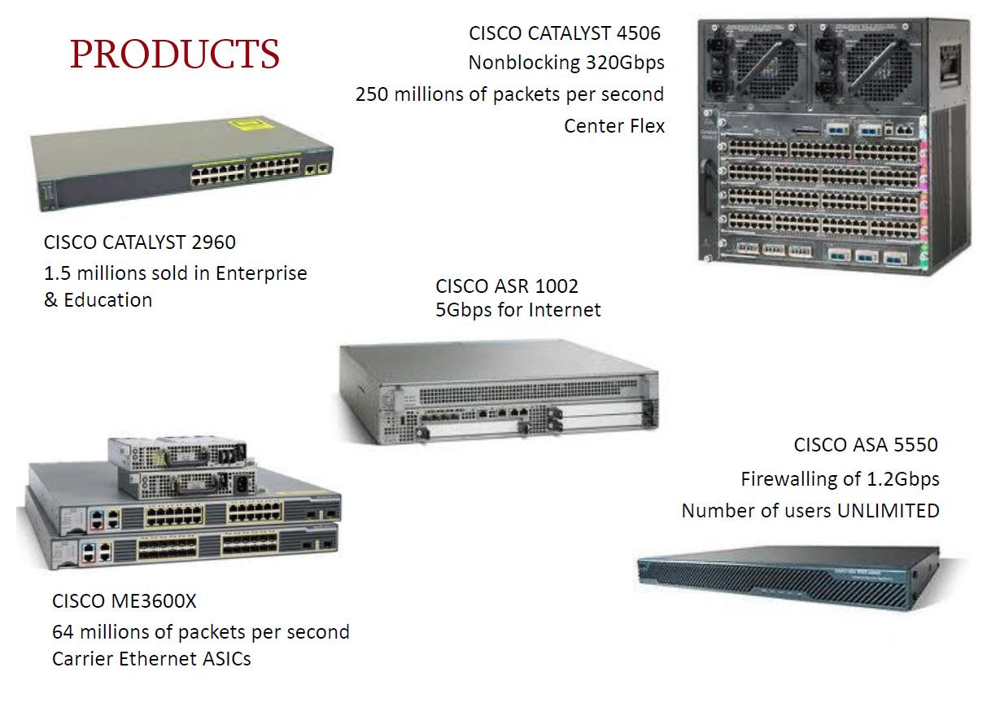 PRODUCTS
CISCO CATALYST 4506
Nonblocking 320Gbps
250 millions of packets per second
Center Flex
CISCO CATALYST 2960
1.5 millions sold in Enterprise
& Education
CISCO ASR 1002
5Gbps for Internet
CISCO ASA 5550
Firewalling of 1.2Gbps
Number of users UNLIMITED
CISCO ME3600X
64 millions of packets per second
Carrier Ethernet ASICs